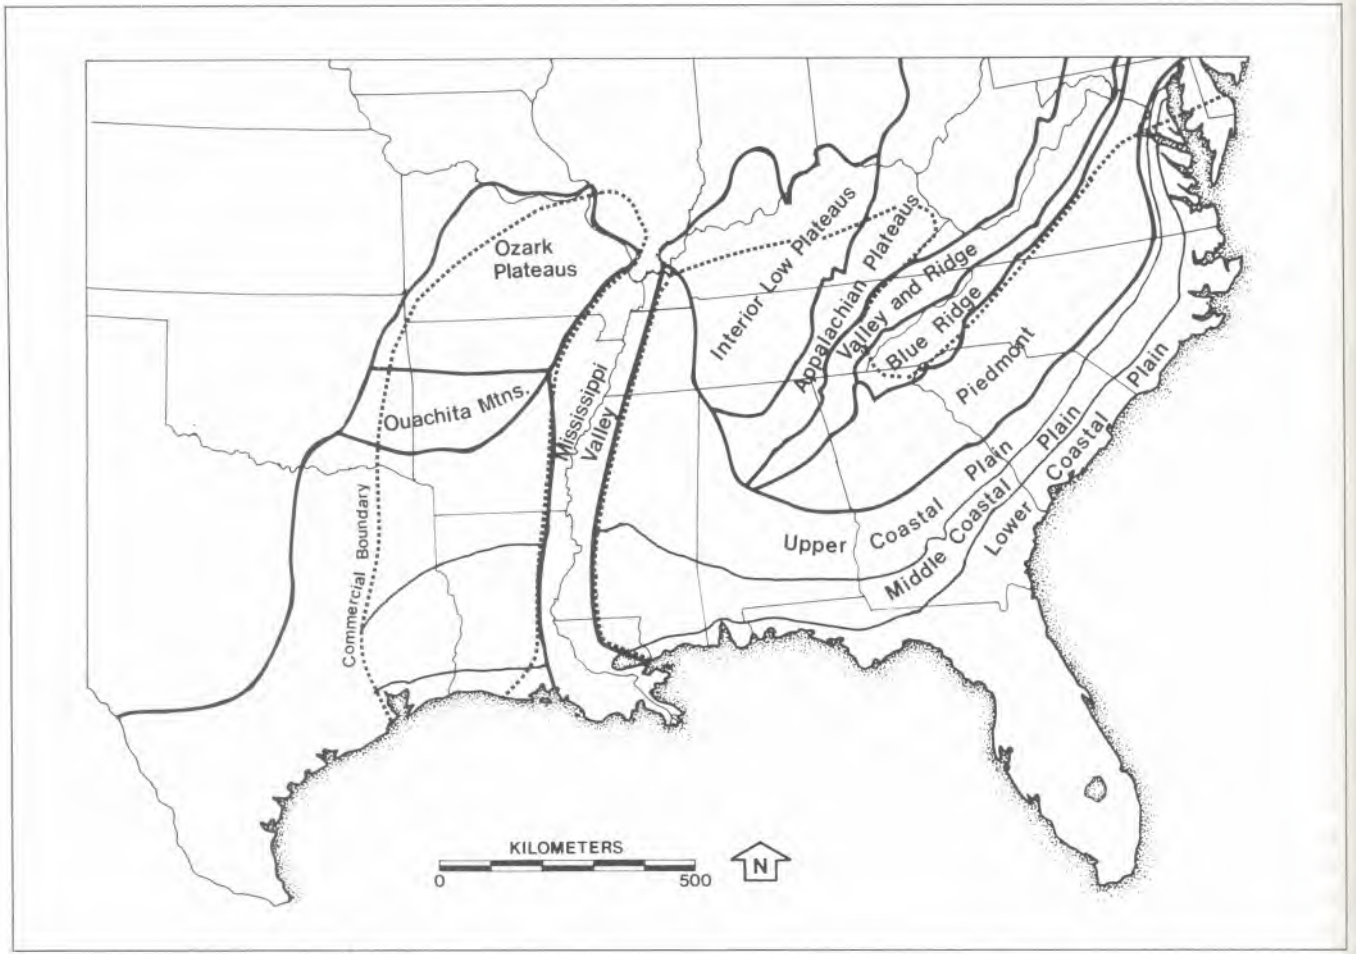 Ozark
Plateaus
Ouachita Mtns.
Mississippi
Valley
Commercial Boundary
Interior Low Plateaus
Appalachian Plateaus
Valley and Ridge
Blue Ridge
Piedmont
Upper Coastal Plain
Middle Coastal Plain
Lower Coastal Plain
KILOMETERS
0 500
N